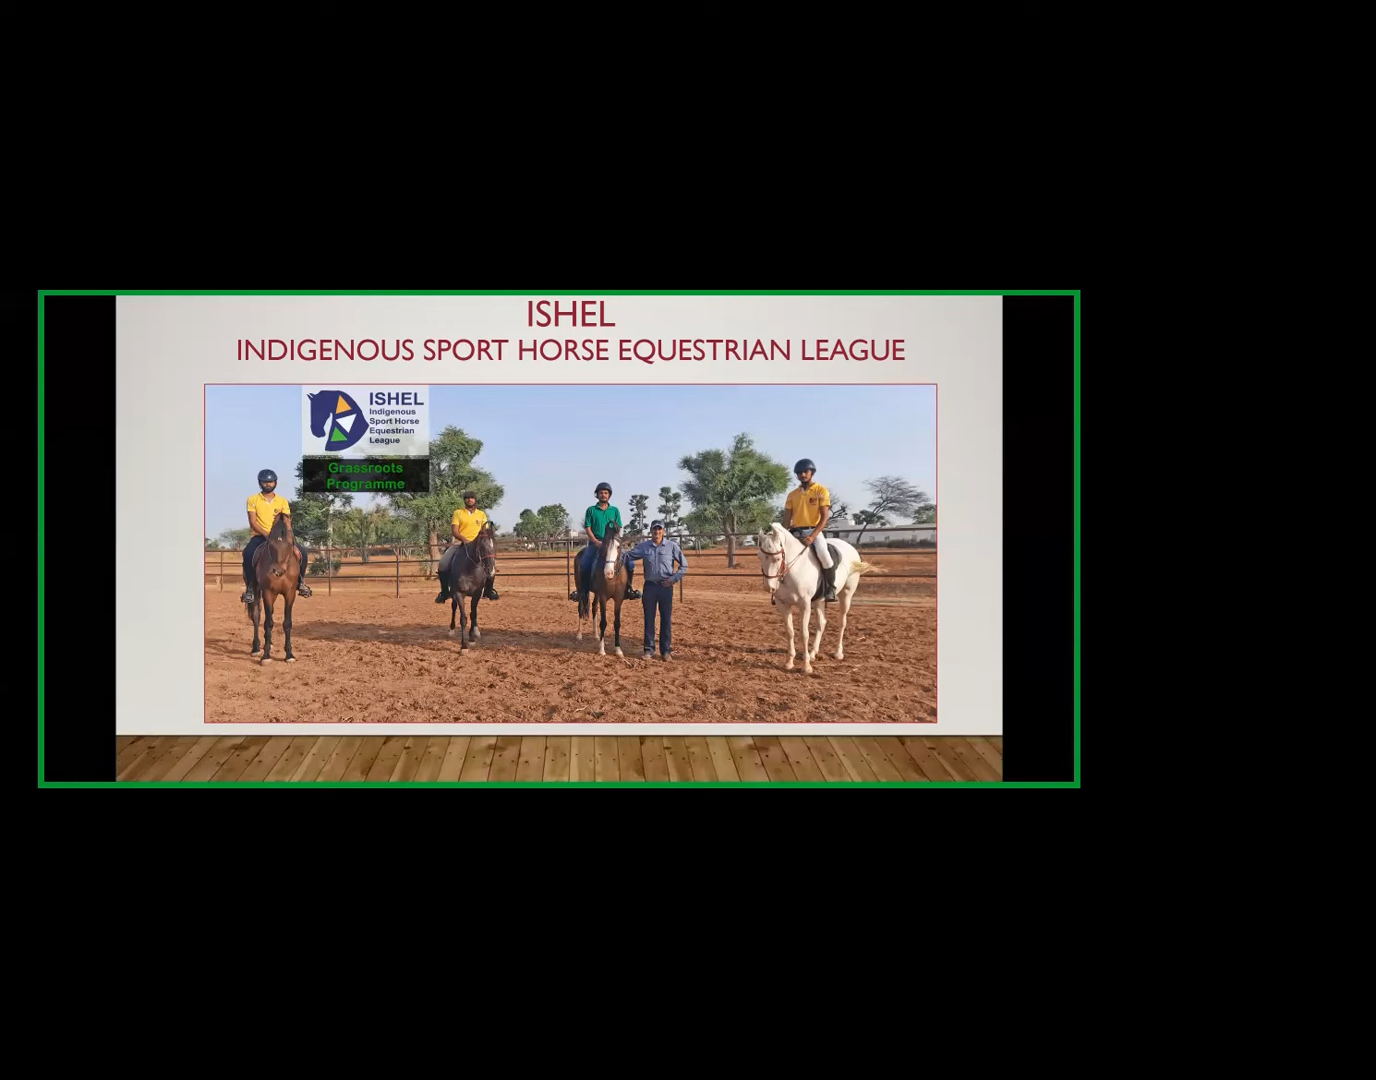 ISHEL
INDIGENOUS SPORT HORSE EQUESTRIAN LEAGUE
ISHEL
Indigenous
Sport Horse
Equestrian
League
Grassroots
Programme